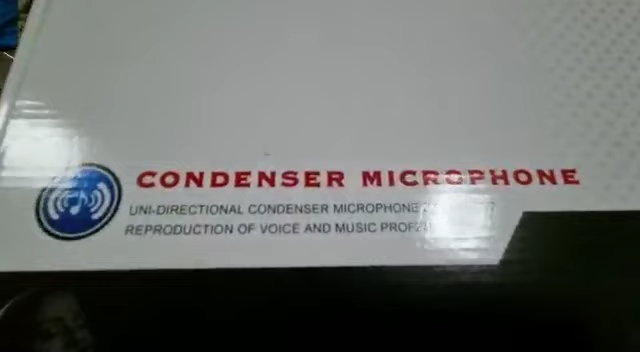 CONDENSER MICROPHONE
UNI-DIRECTIONAL CONDENSER MICROPHONE
REPRODUCTION OF VOICE AND MUSIC